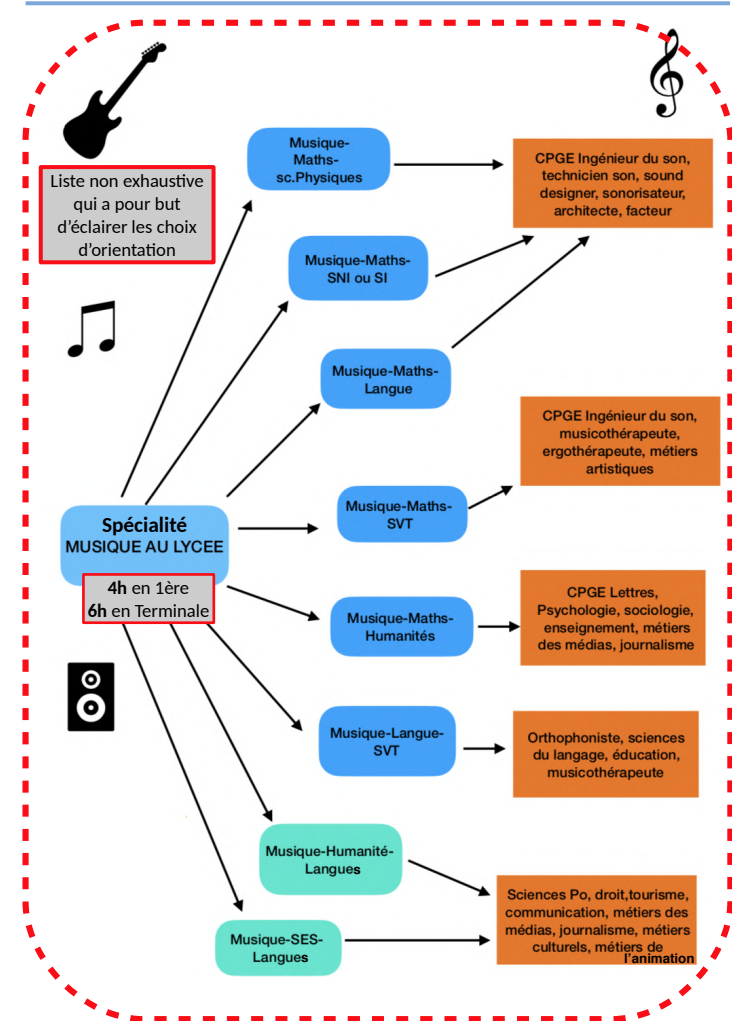 Musique-
Maths-
sc.Physiques
CPGE Ingénieur du son,
technicien son, sound
designer, sonorisateur,
architecte, facteur
Liste non exhaustive
qui a pour but
d'éclairer les choix
d'orientation
Musique-Maths-
SNI ou SI
Musique-Maths-
Langue
CPGE Ingénieur du son,
musicothérapeute,
ergothérapeute, métiers
artistiques
Musique-Maths-
SVT
Spécialité
MUSIQUE AU LYCEE
4h en 1ère
6h en Terminale
CPGE Lettres,
Psychologie, sociologie,
enseignement, métiers
des médias, journalisme
Musique-Maths-
Humanités
Musique-Langue-
SVT
Orthophoniste, sciences
du langage, éducation,
musicothérapeute
Musique-Humanité-
Langues
Sciences Po, droit,tourisme,
communication, métiers des
médias, journalisme, métiers
culturels, métiers de
l'animation
Musique-SES-
Langues